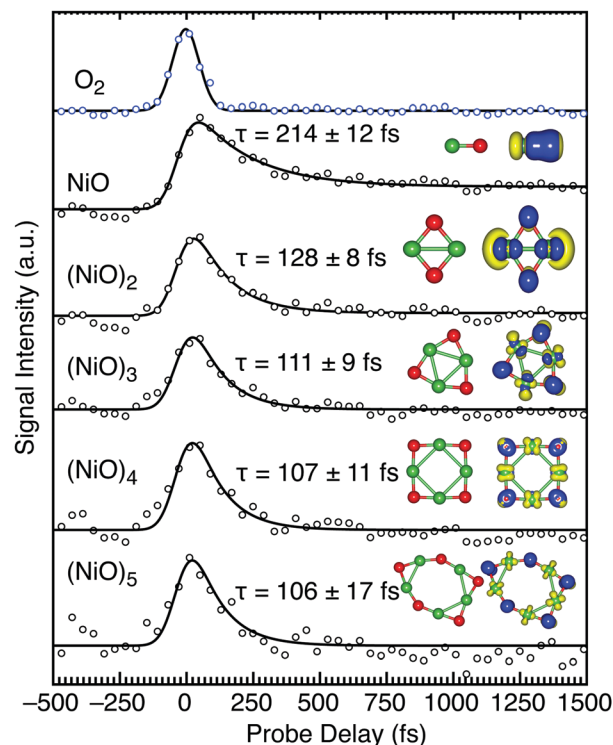 O₂
τ = 214 ± 12 fs
NiO
(NiO)₂
τ = 128 ± 8 fs
(NiO)₃
τ = 111 ± 9 fs
(NiO)₄
τ = 107 ± 11 fs
(NiO)₅
τ = 106 ± 17 fs
Signal Intensity (a.u.)
−500 −250 0 250 500 750 1000 1250 1500
Probe Delay (fs)